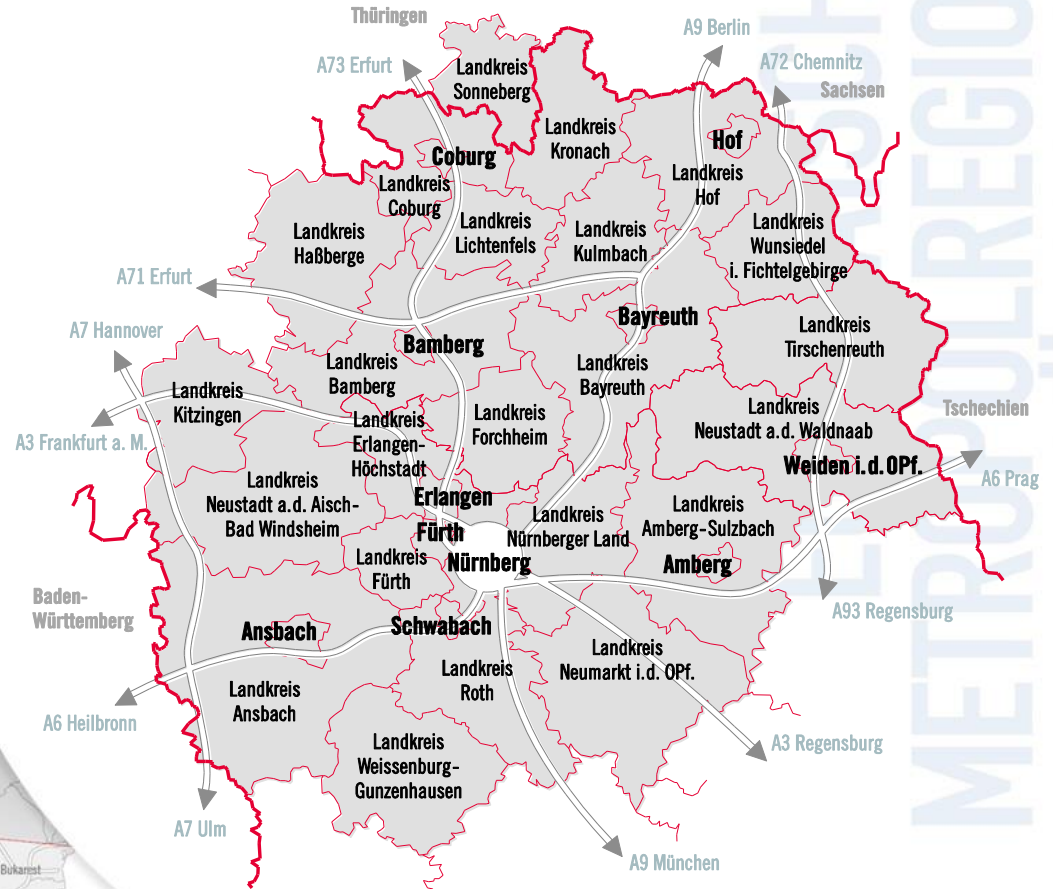 Thüringen
A9 Berlin
A73 Erfurt
A72 Chemnitz
Landkreis
Sonneberg
Sachsen
Landkreis
Kronach
Hof
Coburg
Landkreis
Hof
Landkreis
Coburg
Landkreis
Lichtenfels
Landkreis
Kulmbach
Landkreis
Wunsiedel
i. Fichtelgebirge
Landkreis
Haßberge
A71 Erfurt
A7 Hannover
Bayreuth
Landkreis
Tirschenreuth
Bamberg
Landkreis
Bamberg
Landkreis
Bayreuth
Landkreis
Kitzingen
A3 Frankfurt a. M.
Landkreis
Erlangen-
Höchstadt
Landkreis
Forchheim
Landkreis
Neustadt a.d. Waldnaab
Tschechien
Weiden i.d.OPf.
A6 Prag
Landkreis
Neustadt a.d. Aisch-
Bad Windsheim
Erlangen
Fürth
Nürnberg
Landkreis
Nürnberger Land
Landkreis
Amberg-Sulzbach
Amberg
Landkreis
Fürth
Baden-
Württemberg
A93 Regensburg
Ansbach
Schwabach
Landkreis
Roth
Landkreis
Neumarkt i.d. OPf.
Landkreis
Ansbach
A6 Heilbronn
A3 Regensburg
Landkreis
Weissenburg-
Gunzenhausen
A7 Ulm
A9 München
Bukarest
METROPOLREGIO